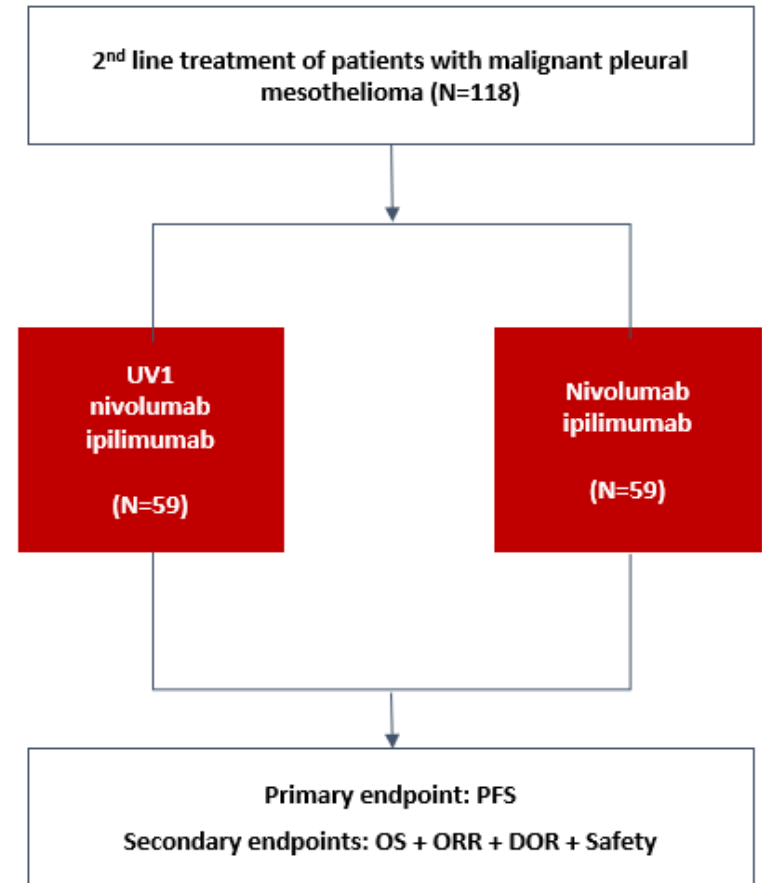 2nd line treatment of patients with malignant pleural
mesothelioma (N=118)
UV1
nivolumab
ipilimumab
(N=59)
Nivolumab
ipilimumab
(N=59)
Primary endpoint: PFS
Secondary endpoints: OS + ORR + DOR + Safety